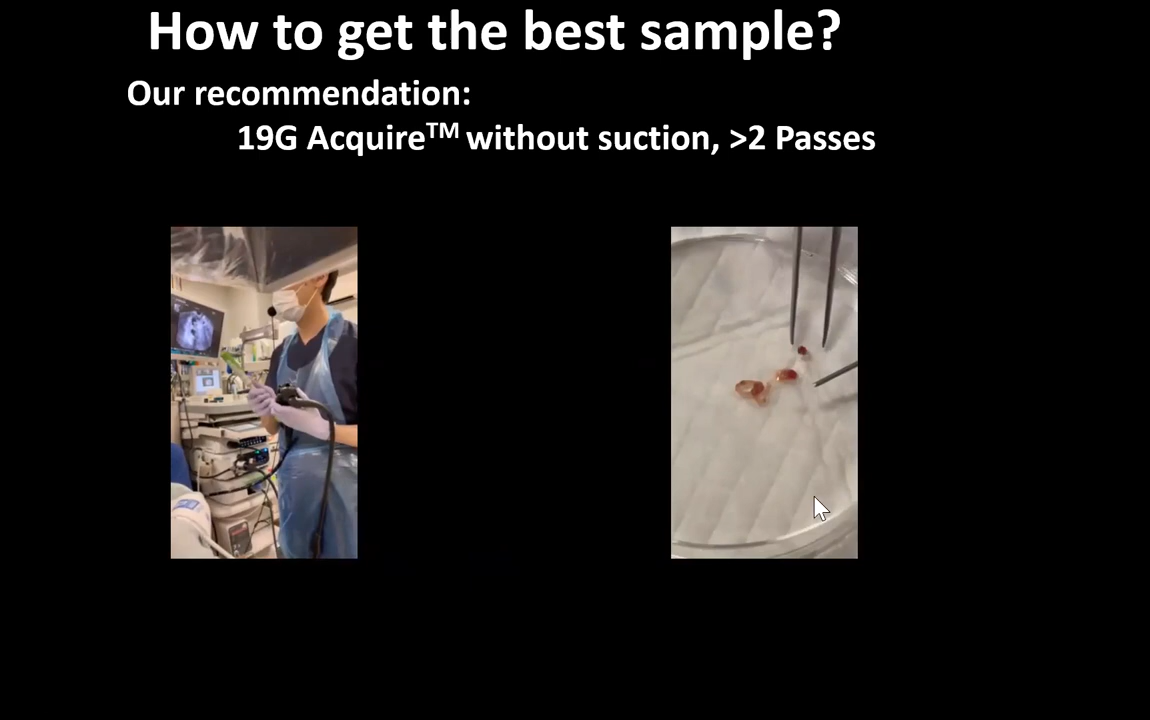 How to get the best sample?
Our recommendation:
19G Acquire™ without suction, >2 Passes